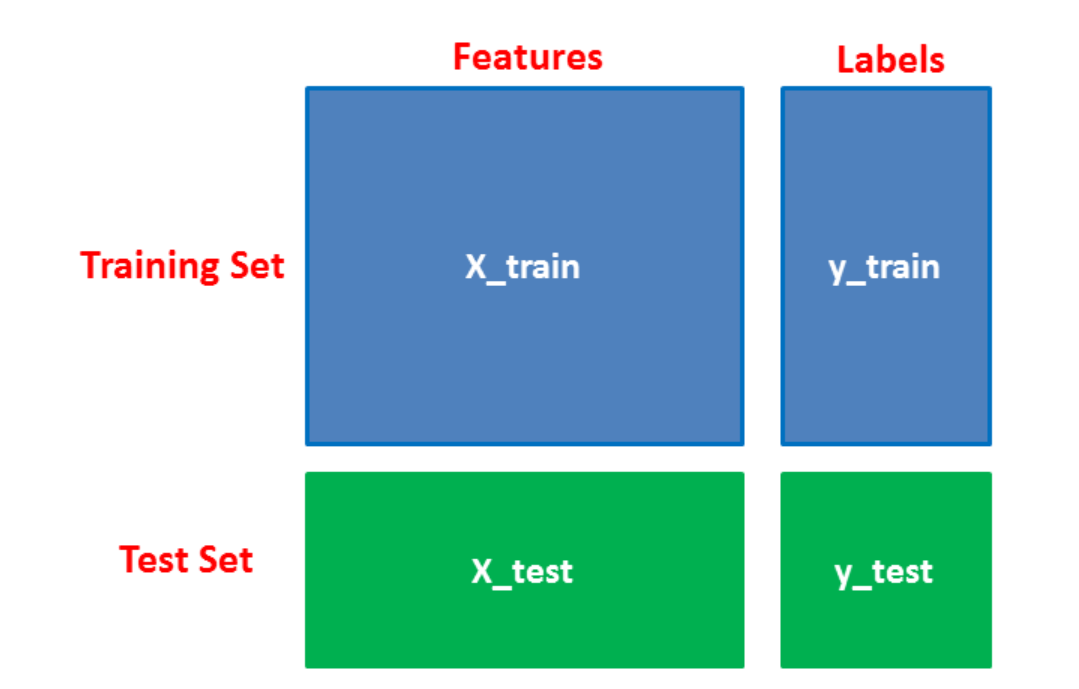 Features
Labels
Training Set
X_train
y_train
Test Set
X_test
y_test